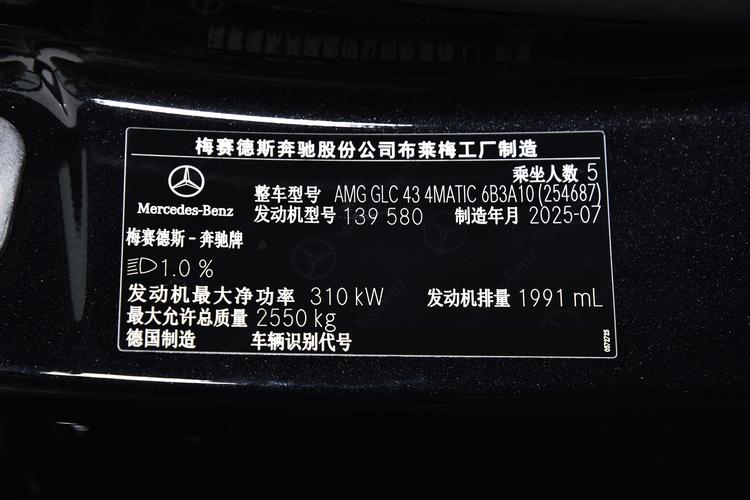 梅赛德斯奔驰股份公司布莱梅工厂制造
乘坐人数 5
整车型号 AMG GLC 43 4MATIC 6B3A10 (254687)
Mercedes-Benz
发动机型号 139 580 制造年月 2025-07
梅赛德斯-奔驰牌
1.0 %
发动机最大净功率 310 kW 发动机排量 1991 mL
最大允许总质量 2550 kg
德国制造 车辆识别代号